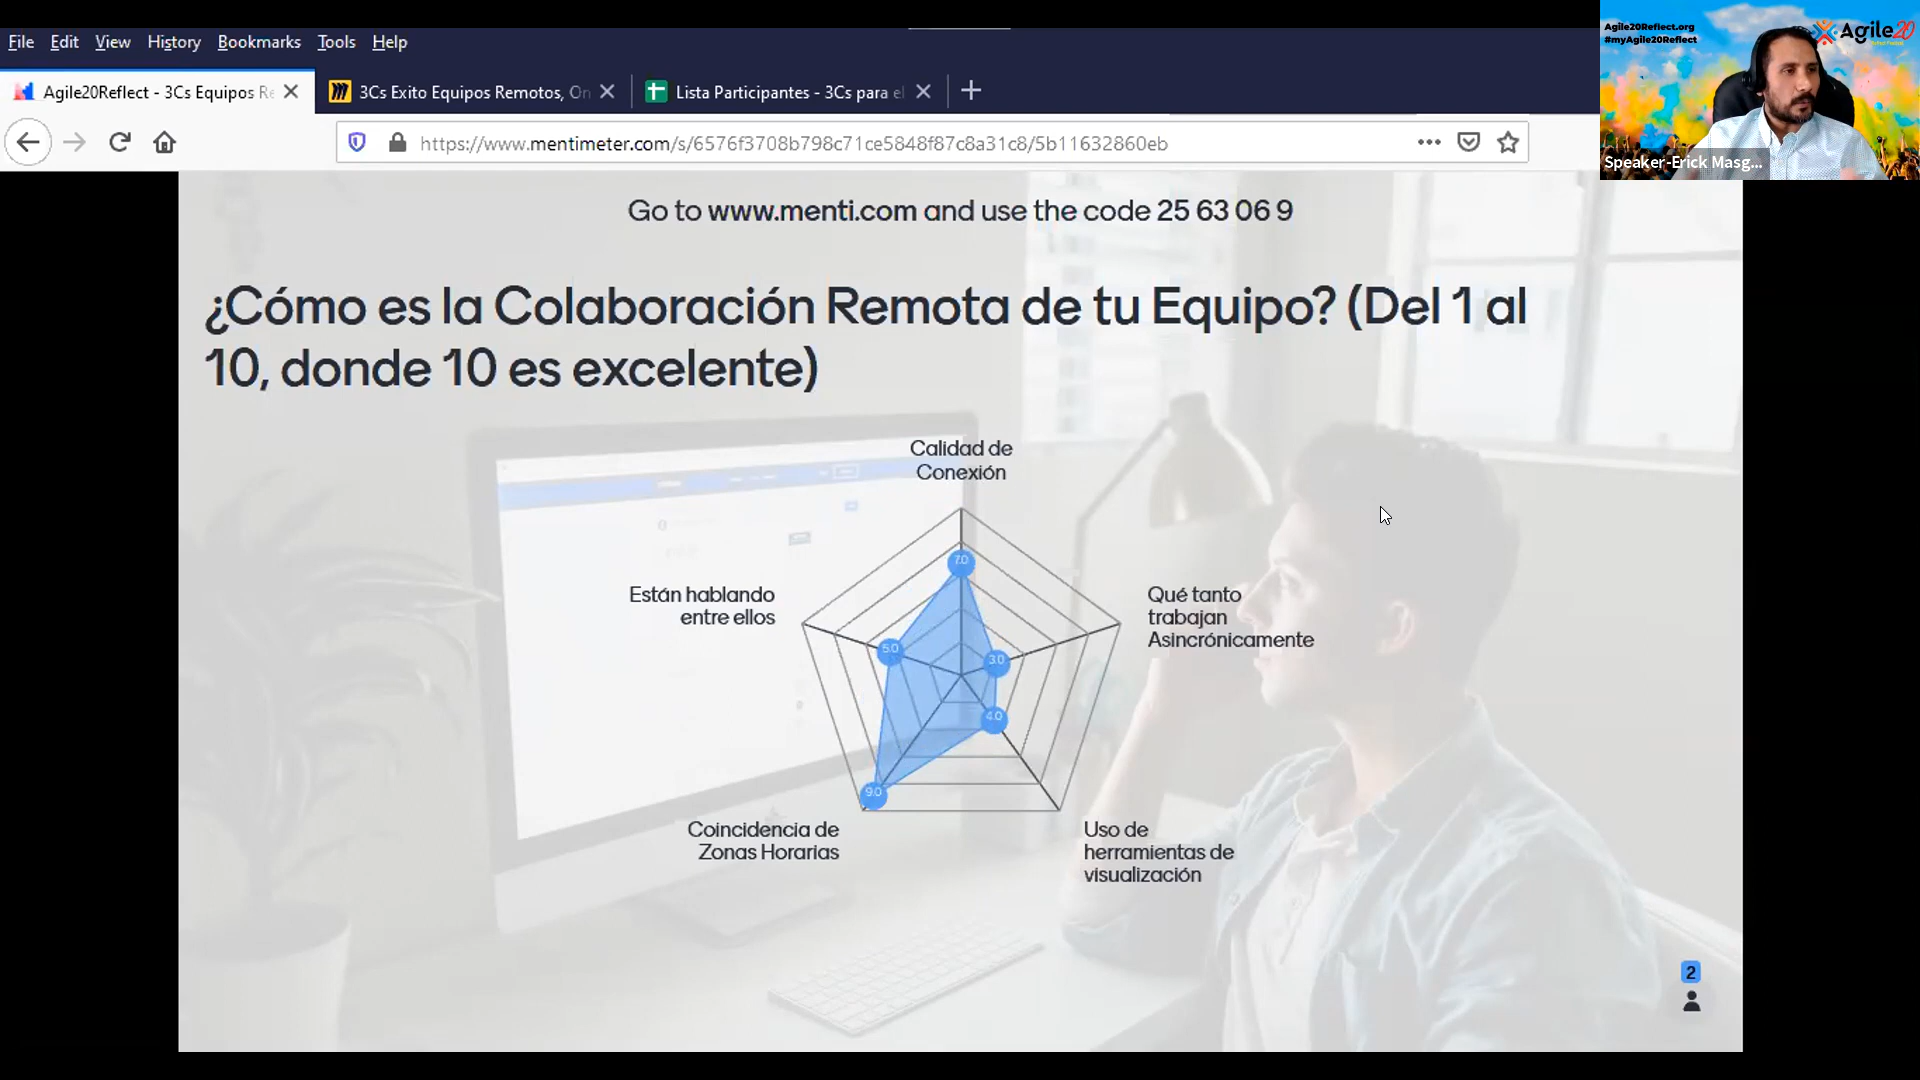 File Edit View History Bookmarks Tools Help
Agile20Reflect - 3Cs Equipos Re
3Cs Exito Equipos Remotos, On
Lista Participantes - 3Cs para el
https://www.mentimeter.com/s/6576f3708b798c71ce5848f87c8a31c8/5b11632860eb
Agile20Reflect.org
#myAgile20Reflect
Agile20
Speaker-Erick Masg...
Go to www.menti.com and use the code 25 63 06 9
¿Cómo es la Colaboración Remota de tu Equipo? (Del 1 al
10, donde 10 es excelente)
Calidad de
Conexión
7.0
Están hablando
entre ellos
5.0
Qué tanto
trabajan
Asincrónicamente
3.0
4.0
9.0
Coincidencia de
Zonas Horarias
Uso de
herramientas de
visualización
2